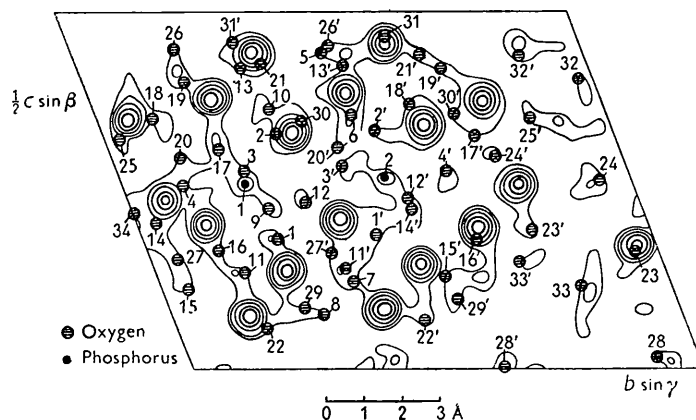 26 31' 26' 31
5 32' 32
13 21 13' 21' 19'
½ c sin β
18 19 10 30 18' 30'
2 6 2' 25'
25 20 17 3 20' 3' 2 4' 17' 24' 24
4 1 12 12'
34 14 9 1' 14' 23'
16 1 27' 15' 16'
27 11 11' 7 33' 23
15 29 8 29' 33
Oxygen
Phosphorus
22 22' 28' 28
b sin γ
0 1 2 3 Å